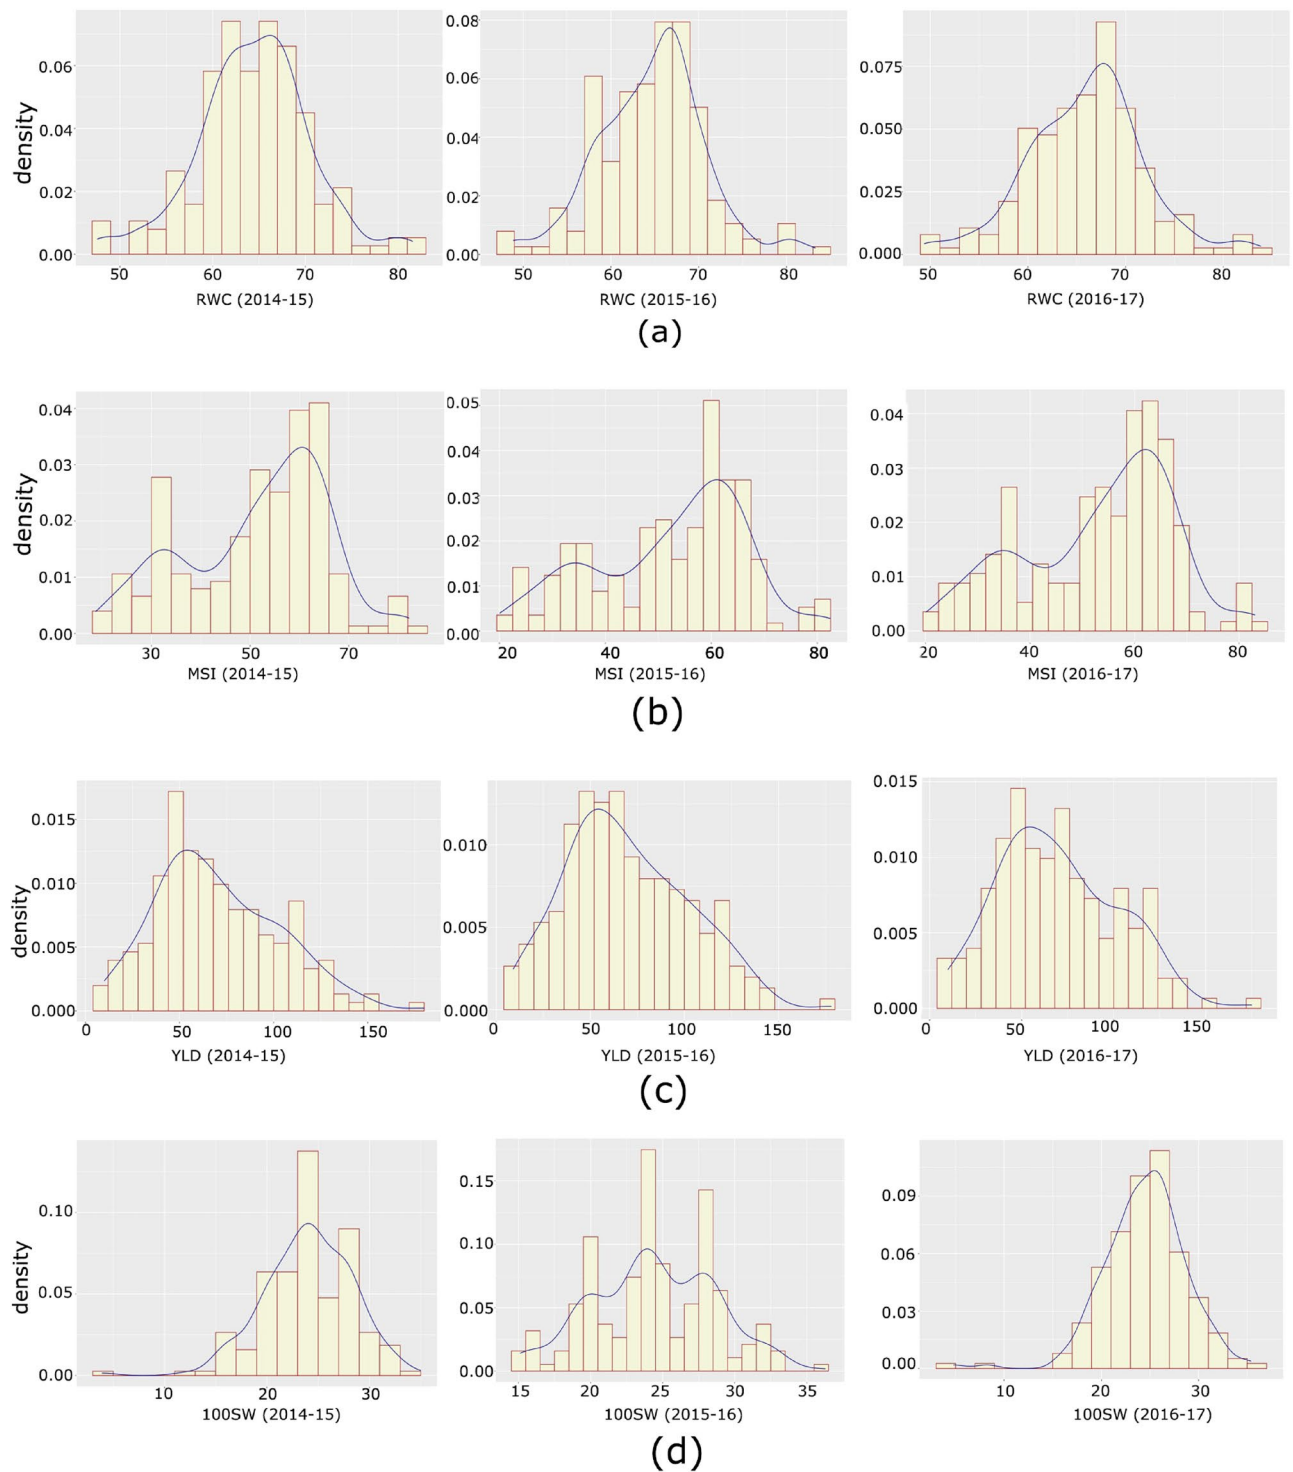 density
0.06
0.04
0.02
0.00
50 60 70 80
RWC (2014-15)
0.08
0.06
0.04
0.02
0.00
50 60 70 80
RWC (2015-16)
0.075
0.050
0.025
0.000
50 60 70 80
RWC (2016-17)
(a)
density
0.04
0.03
0.02
0.01
0.00
30 50 70
MSI (2014-15)
0.05
0.04
0.03
0.02
0.01
0.00
20 40 60 80
MSI (2015-16)
0.04
0.03
0.02
0.01
0.00
20 40 60 80
MSI (2016-17)
(b)
density
0.015
0.010
0.005
0.000
0 50 100 150
YLD (2014-15)
0.010
0.005
0.000
0 50 100 150
YLD (2015-16)
0.015
0.010
0.005
0.000
0 50 100 150
YLD (2016-17)
(c)
density
0.10
0.05
0.00
10 20 30
100SW (2014-15)
0.15
0.10
0.05
0.00
15 20 25 30 35
100SW (2015-16)
0.09
0.06
0.03
0.00
10 20 30
100SW (2016-17)
(d)